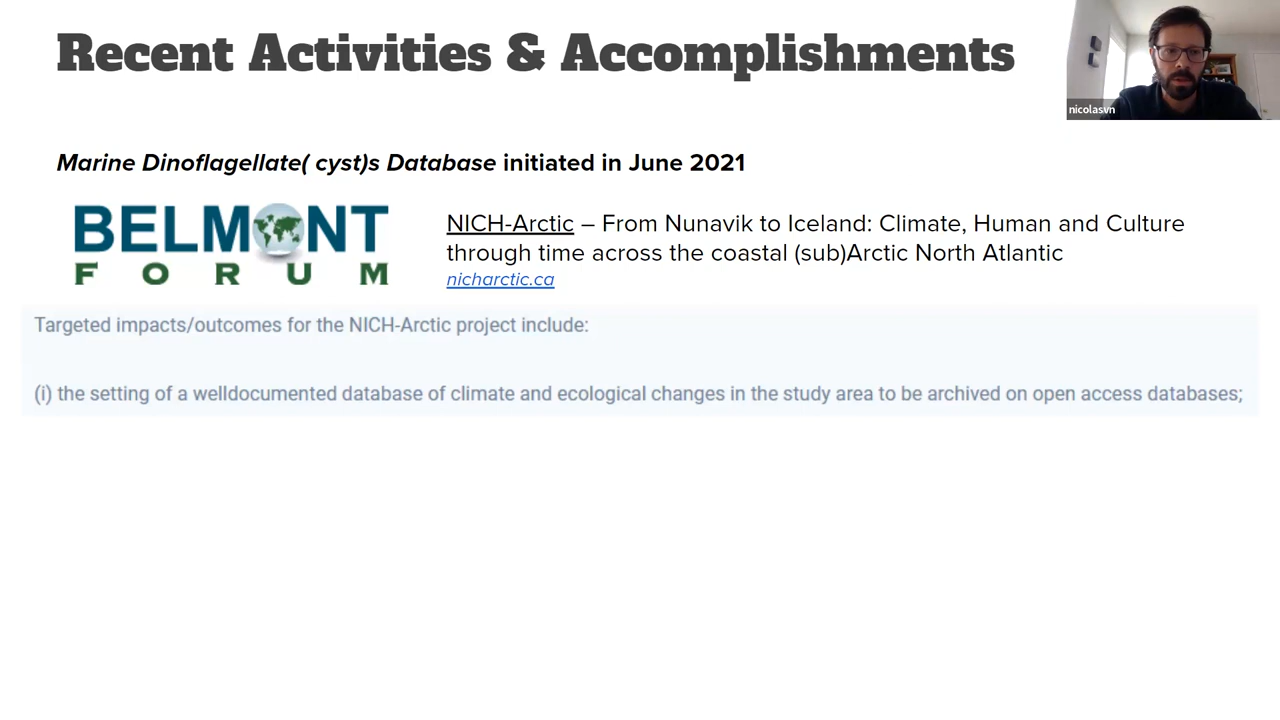 Recent Activities & Accomplishments
nicolasvn
Marine Dinoflagellate( cyst)s Database initiated in June 2021
BELMONT
FORUM
NICH-Arctic – From Nunavik to Iceland: Climate, Human and Culture
through time across the coastal (sub)Arctic North Atlantic
nicharctic.ca
Targeted impacts/outcomes for the NICH-Arctic project include:
(i) the setting of a welldocumented database of climate and ecological changes in the study area to be archived on open access databases;